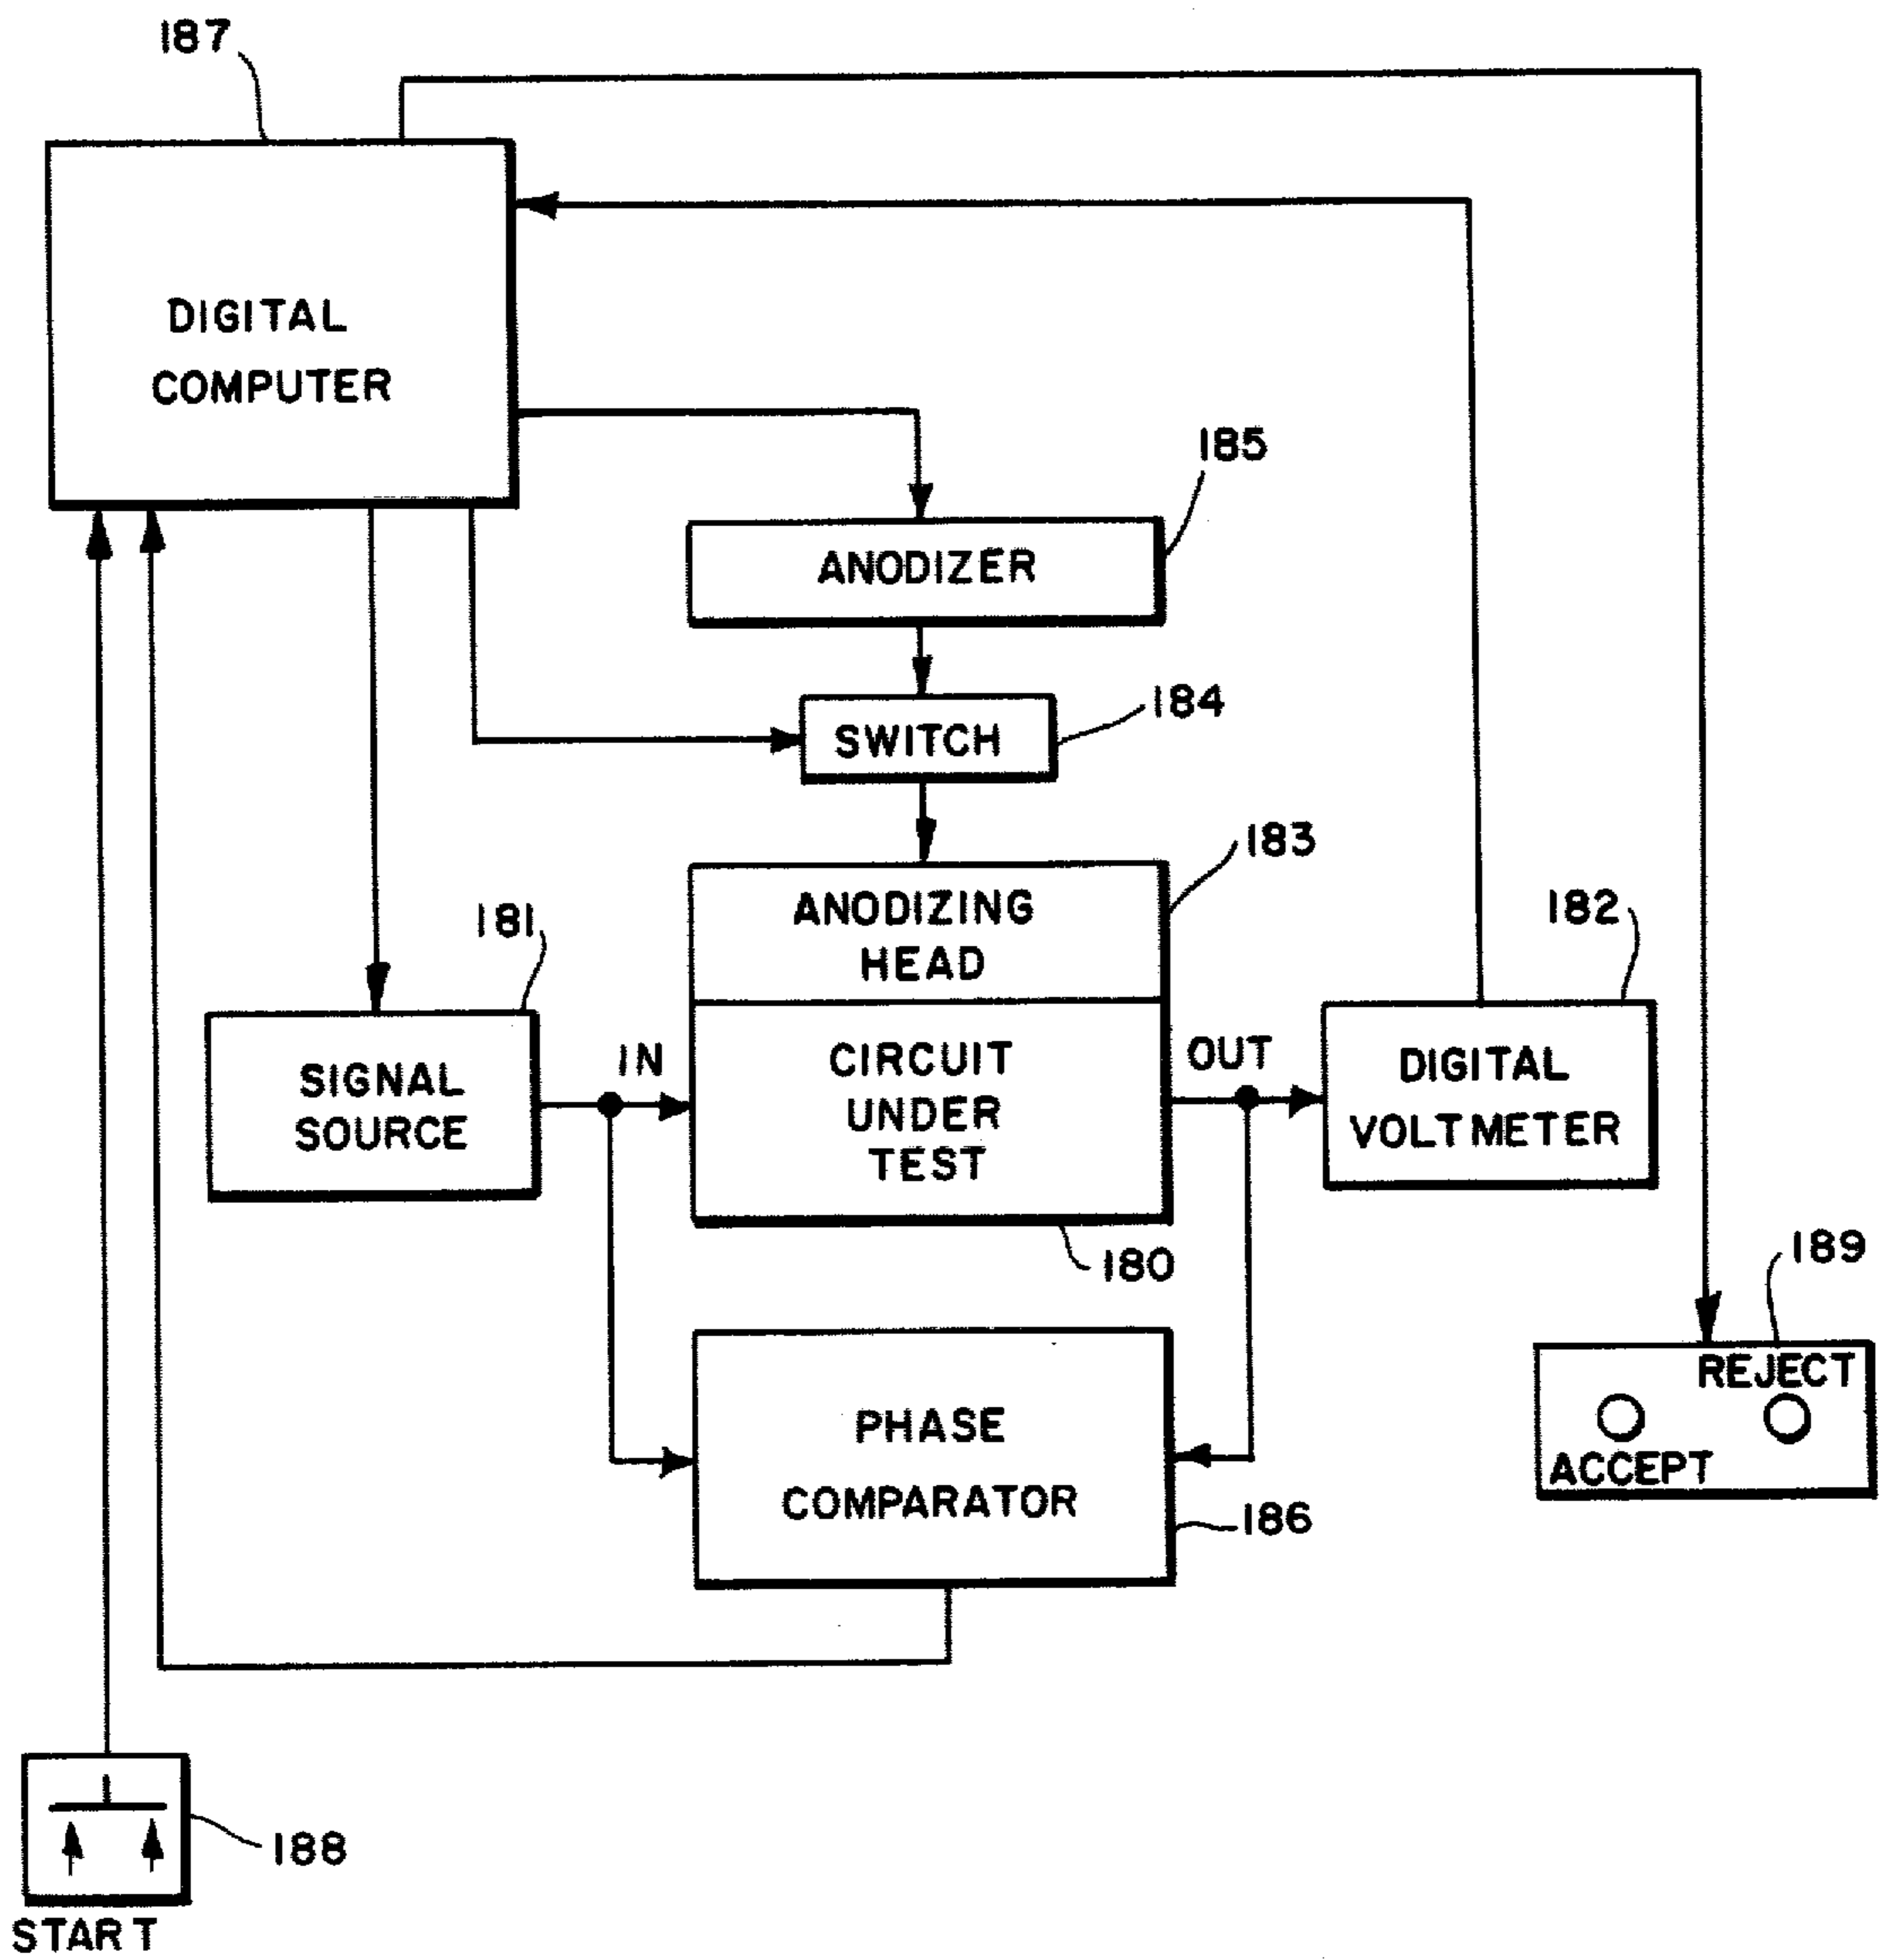 187
DIGITAL
COMPUTER
185
ANODIZER
184
SWITCH
183
ANODIZING
HEAD
181
182
SIGNAL
SOURCE
IN
CIRCUIT
UNDER
TEST
OUT
DIGITAL
VOLTMETER
180
189
REJECT
ACCEPT
PHASE
COMPARATOR
186
188
START